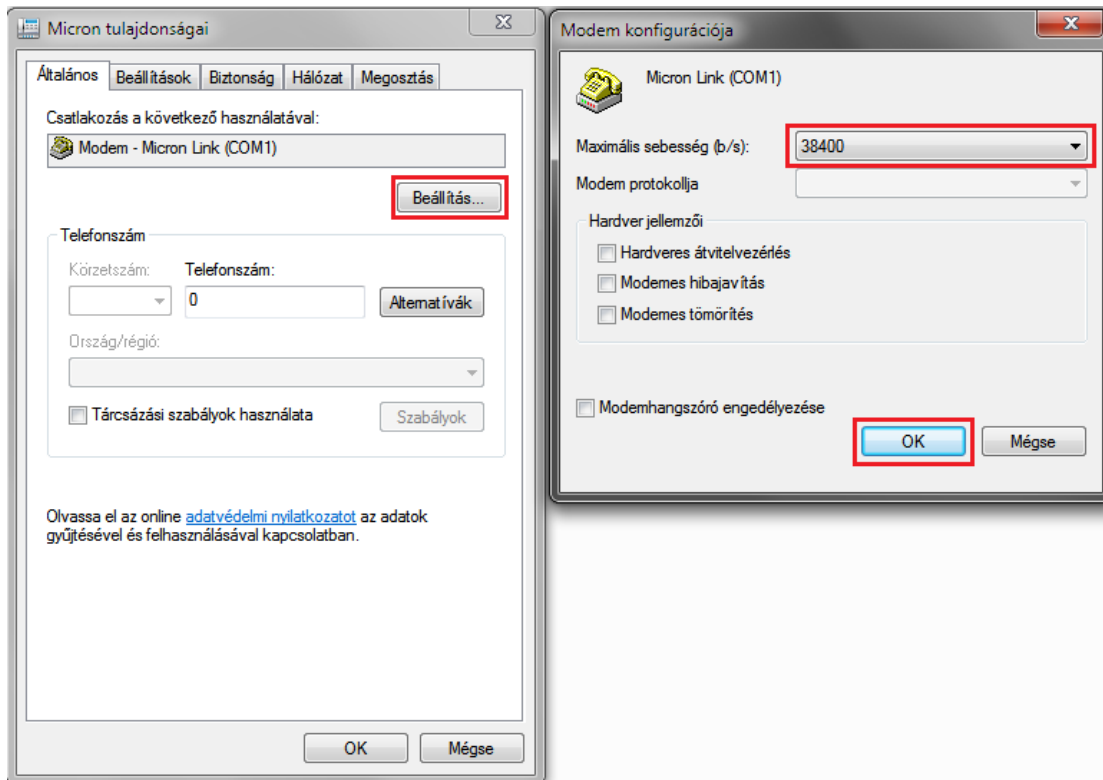 Micron tulajdonságai
Általános Beállítások Biztonság Hálózat Megosztás
Csatlakozás a következő használatával:
Modem - Micron Link (COM1)
Beállítás...
Telefonszám
Körzetszám: Telefonszám:
0 Alternatívák
Ország/régió:
Tárcsázási szabályok használata Szabályok
Olvassa el az online adatvédelmi nyilatkozatot az adatok
gyűjtésével és felhasználásával kapcsolatban.
OK Mégse
Modem konfigurációja
Micron Link (COM1)
Maximális sebesség (b/s): 38400
Modem protokollja
Hardver jellemzői
Hardveres átvitelvezérlés
Modemes hibajavítás
Modemes tömörítés
Modemhangszóró engedélyezése
OK Mégse